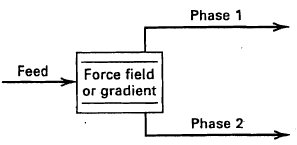 Phase 1
Feed
Force field
or gradient
Phase 2